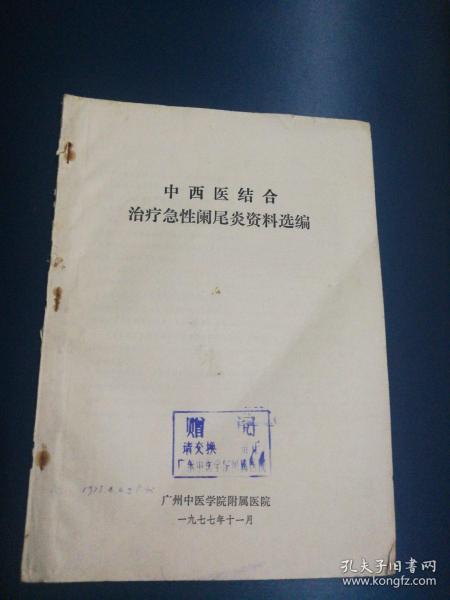 中西医结合
治疗急性阑尾炎资料选编
赠阅
请交换
广州中医学院附属医院
一九七七年十一月
孔夫子旧书网
www.kongfz.com